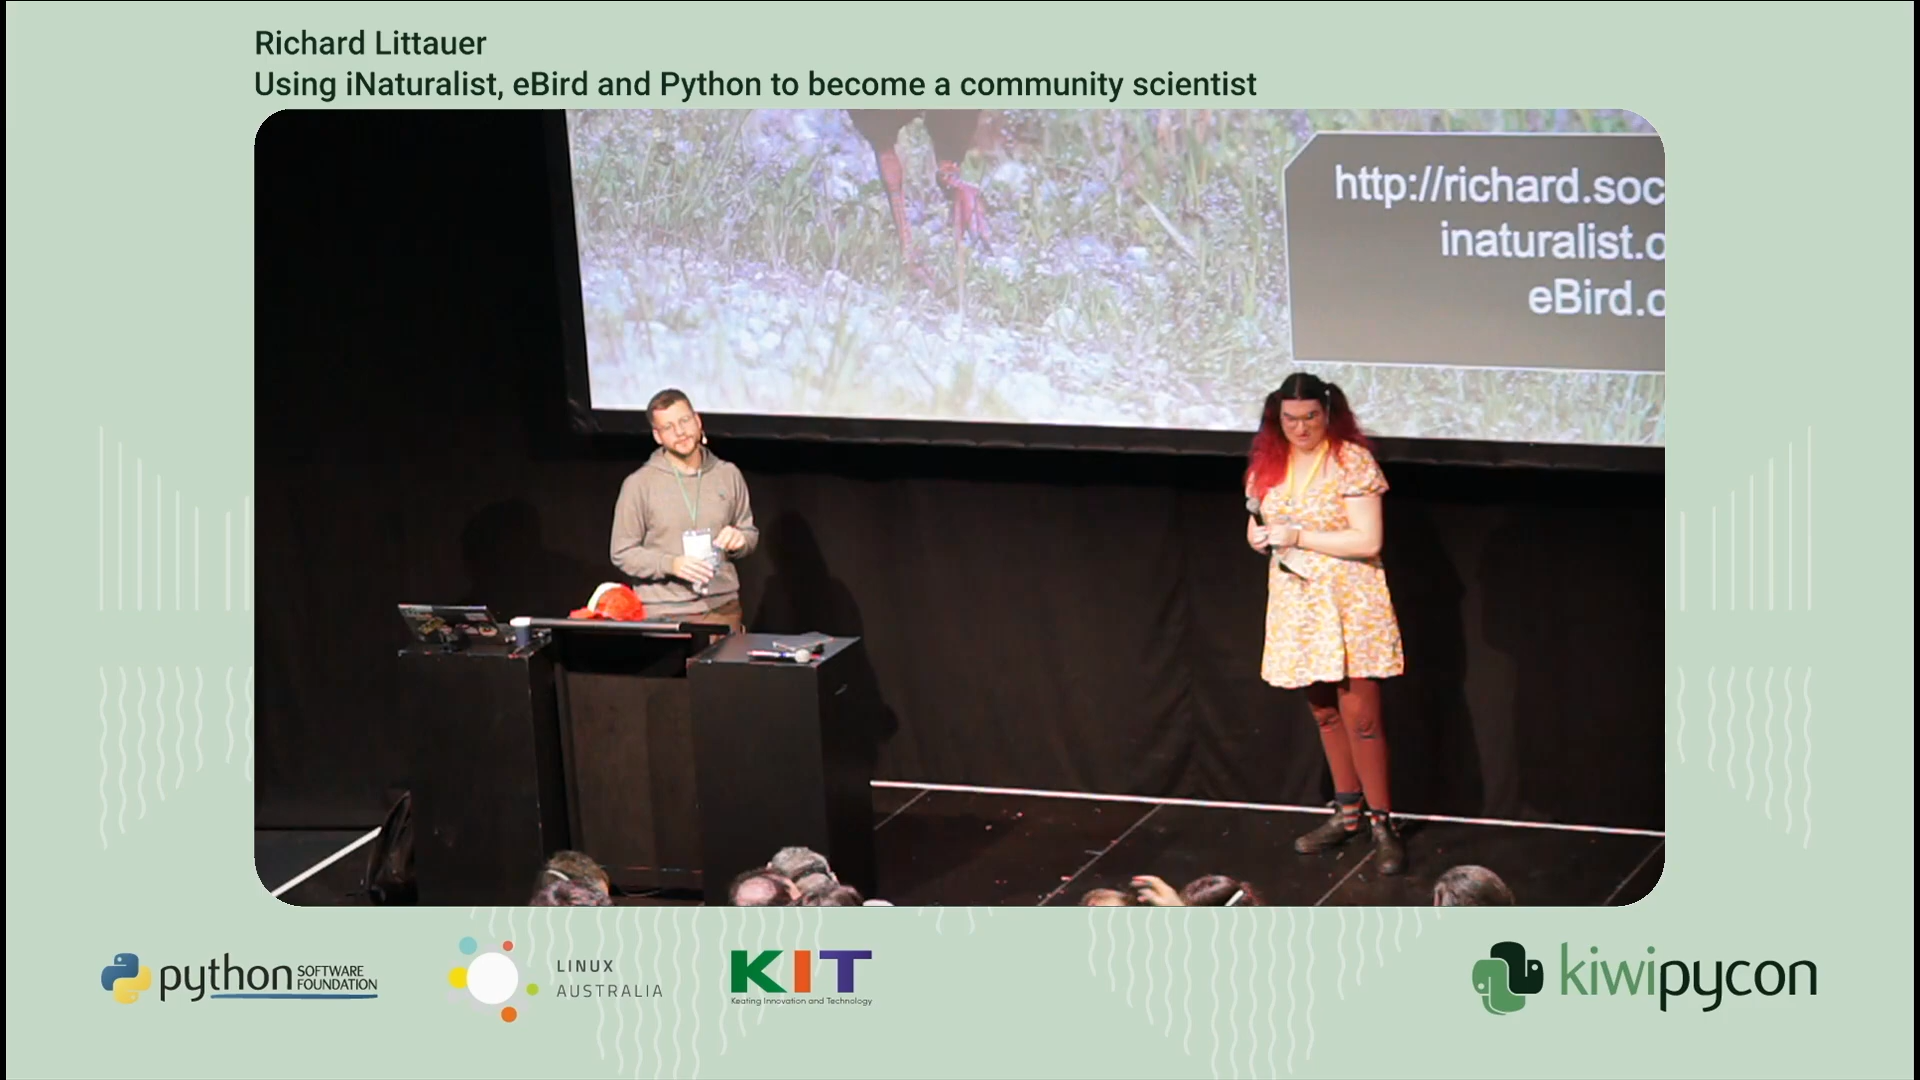 Richard Littauer
Using iNaturalist, eBird and Python to become a community scientist
http://richard.soc
inaturalist.o
eBird.o
python SOFTWARE FOUNDATION
LINUX AUSTRALIA
KIT
Keating Innovation and Technology
kiwipycon